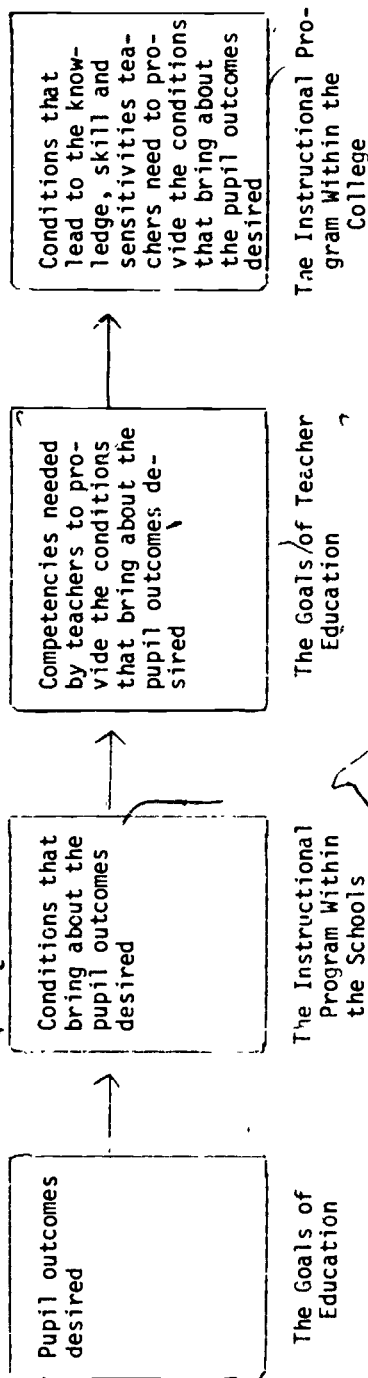 Pupil outcomes
desired
The Goals of
Education
Conditions that
bring about the
pupil outcomes
desired
The Instructional
Program Within
the Schools
Competencies needed
by teachers to pro-
vide the conditions
that bring about the
pupil outcomes de-
sired
The Goals of Teacher
Education
Conditions that
lead to the know-
ledge, skill and
sensitivities tea-
chers need to pro-
vide the conditions
that bring about
the pupil outcomes
desired
The Instructional Pro-
gram Within the
College